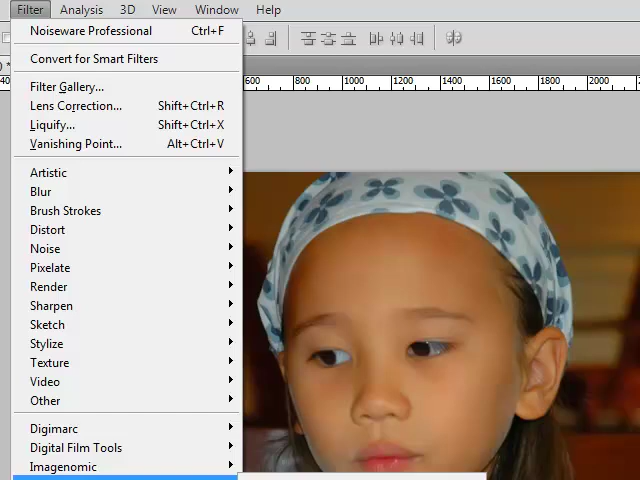 Filter Analysis 3D View Window Help
Noiseware Professional Ctrl+F
Convert for Smart Filters
400 600 800 1000 1200 1400 1600 1800 2000 2200
Filter Gallery...
Lens Correction... Shift+Ctrl+R
Liquify... Shift+Ctrl+X
Vanishing Point... Alt+Ctrl+V
Artistic
Blur
Brush Strokes
Distort
Noise
Pixelate
Render
Sharpen
Sketch
Stylize
Texture
Video
Other
Digimarc
Digital Film Tools
Imagenomic